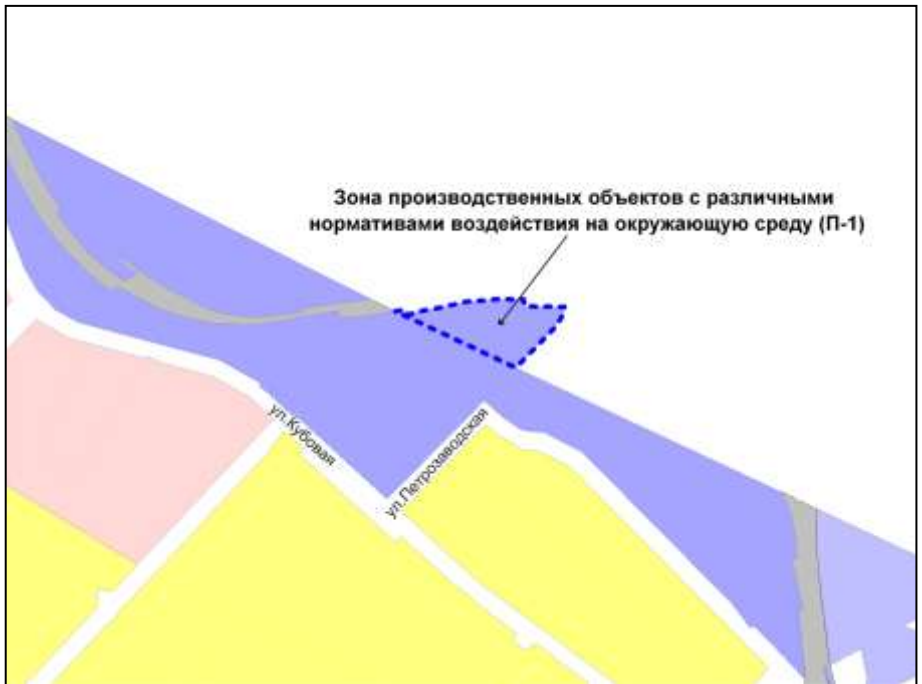 Зона производственных объектов с различными
нормативами воздействия на окружающую среду (П-1)
ул.Кубовая
ул.Петрозаводская